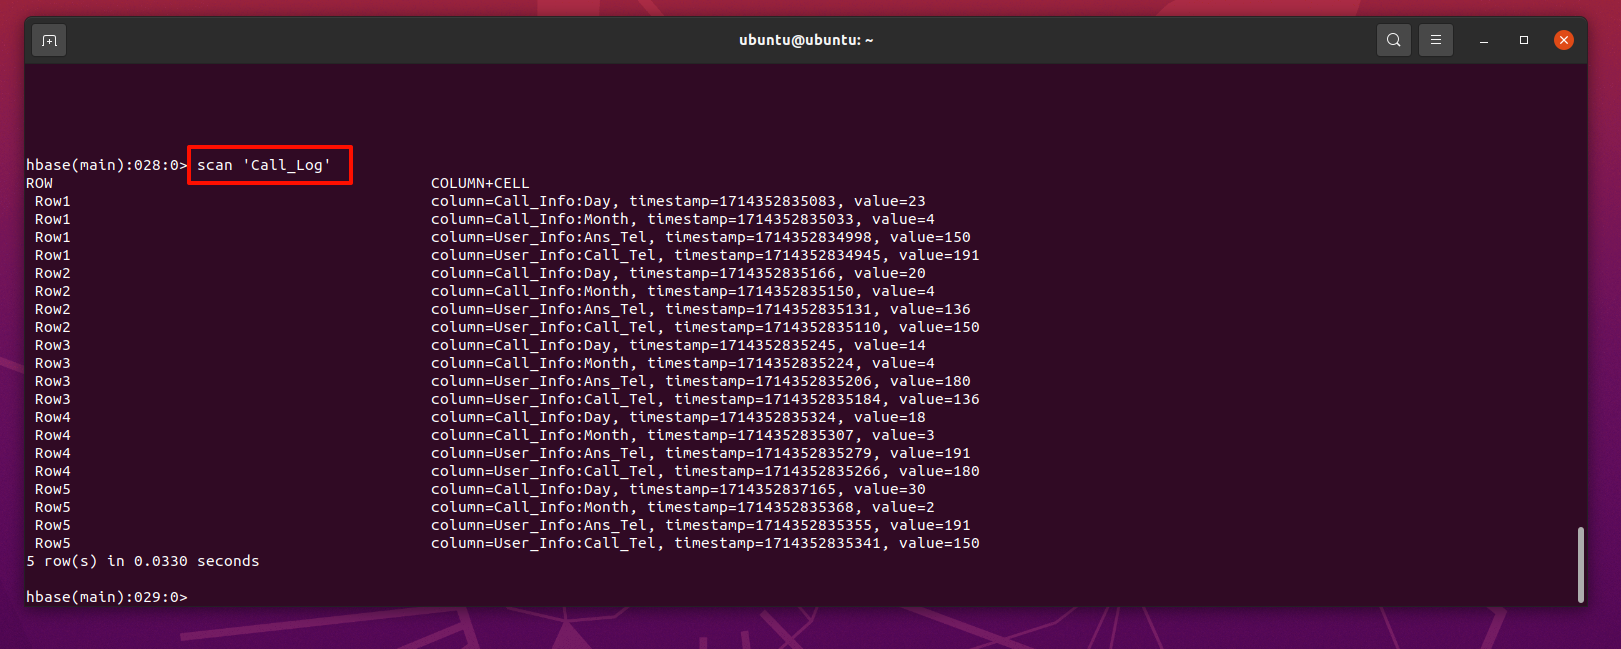 ubuntu@ubuntu: ~
hbase(main):028:0> scan 'Call_Log'
ROW COLUMN+CELL
Row1 column=Call_Info:Day, timestamp=1714352835083, value=23
Row1 column=Call_Info:Month, timestamp=1714352835033, value=4
Row1 column=User_Info:Ans_Tel, timestamp=1714352834998, value=150
Row1 column=User_Info:Call_Tel, timestamp=1714352834945, value=191
Row2 column=Call_Info:Day, timestamp=1714352835166, value=20
Row2 column=Call_Info:Month, timestamp=1714352835150, value=4
Row2 column=User_Info:Ans_Tel, timestamp=1714352835131, value=136
Row2 column=User_Info:Call_Tel, timestamp=1714352835110, value=150
Row3 column=Call_Info:Day, timestamp=1714352835245, value=14
Row3 column=Call_Info:Month, timestamp=1714352835224, value=4
Row3 column=User_Info:Ans_Tel, timestamp=1714352835206, value=180
Row3 column=User_Info:Call_Tel, timestamp=1714352835184, value=136
Row4 column=Call_Info:Day, timestamp=1714352835324, value=18
Row4 column=Call_Info:Month, timestamp=1714352835307, value=3
Row4 column=User_Info:Ans_Tel, timestamp=1714352835279, value=191
Row4 column=User_Info:Call_Tel, timestamp=1714352835266, value=180
Row5 column=Call_Info:Day, timestamp=1714352837165, value=30
Row5 column=Call_Info:Month, timestamp=1714352835368, value=2
Row5 column=User_Info:Ans_Tel, timestamp=1714352835355, value=191
Row5 column=User_Info:Call_Tel, timestamp=1714352835341, value=150
5 row(s) in 0.0330 seconds
hbase(main):029:0>